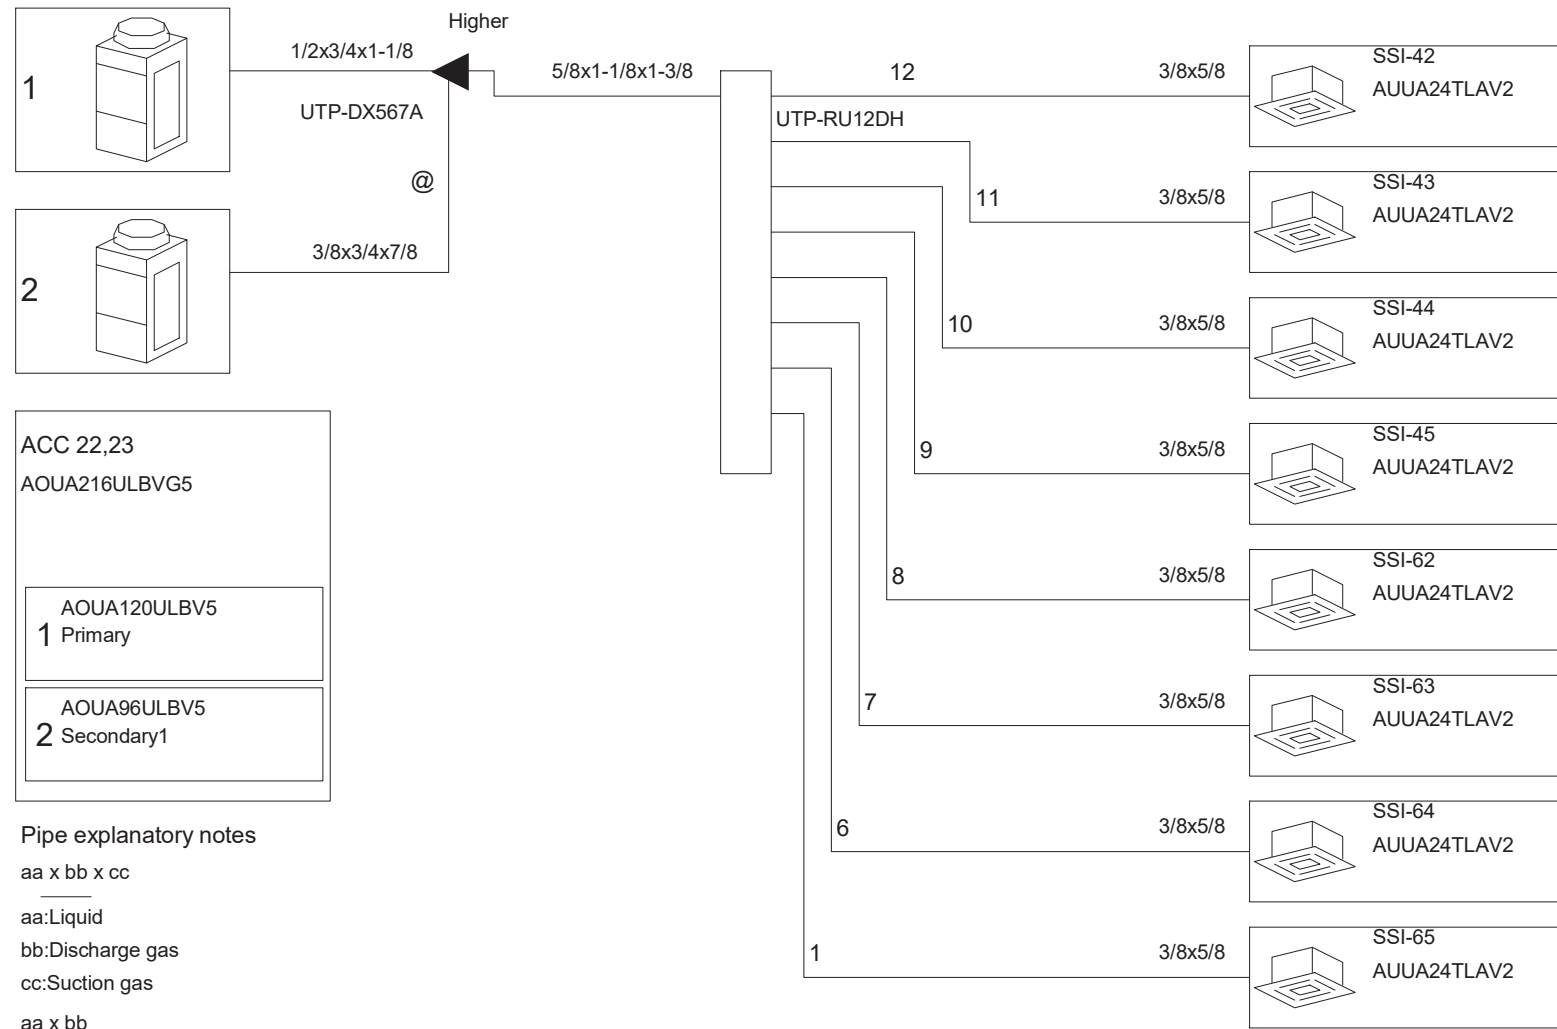 Higher
1/2x3/4x1-1/8
1
UTP-DX567A
@
3/8x3/4x7/8
2
5/8x1-1/8x1-3/8
UTP-RU12DH
12
3/8x5/8
SSI-42
AUUA24TLAV2
11
3/8x5/8
SSI-43
AUUA24TLAV2
10
3/8x5/8
SSI-44
AUUA24TLAV2
9
3/8x5/8
SSI-45
AUUA24TLAV2
8
3/8x5/8
SSI-62
AUUA24TLAV2
7
3/8x5/8
SSI-63
AUUA24TLAV2
6
3/8x5/8
SSI-64
AUUA24TLAV2
1
3/8x5/8
SSI-65
AUUA24TLAV2
ACC 22,23
AOUA216ULBVG5
1
AOUA120ULBV5
Primary
2
AOUA96ULBV5
Secondary1
Pipe explanatory notes
aa x bb x cc
aa:Liquid
bb:Discharge gas
cc:Suction gas
aa x bb